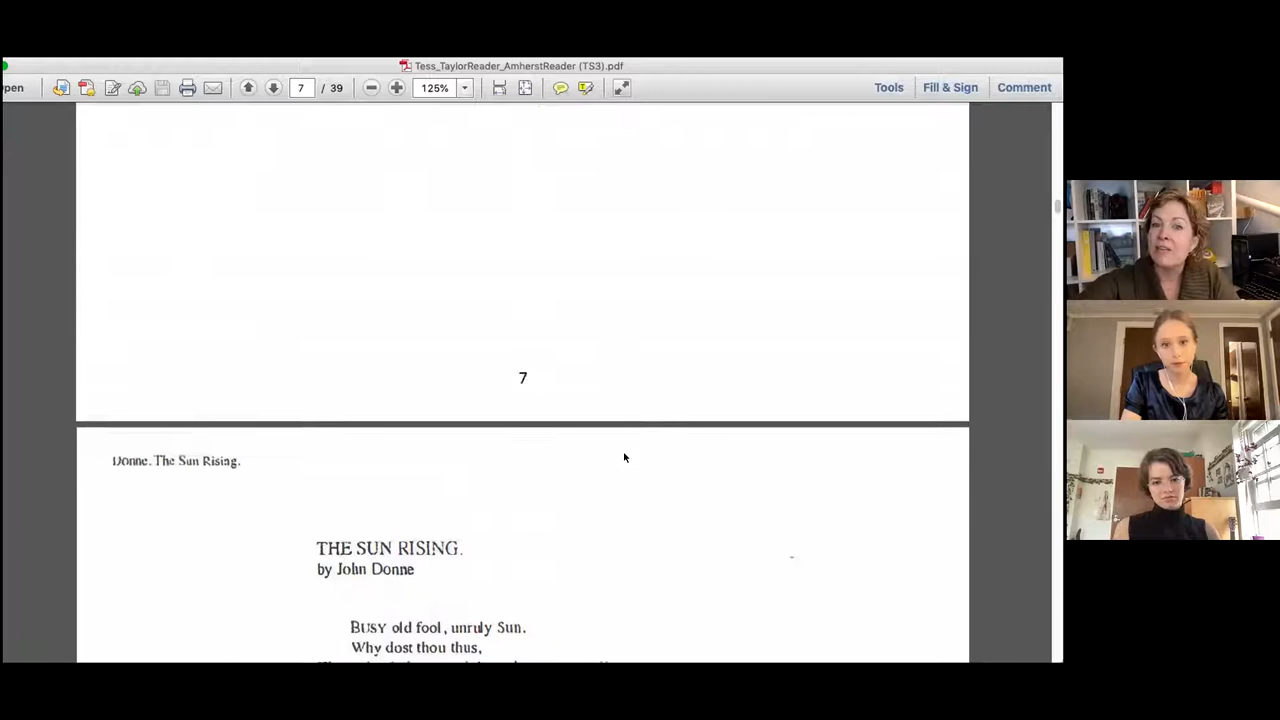 Tess_TaylorReader_AmherstReader (TS3).pdf
pen
7 / 39
125%
Tools
Fill & Sign
Comment
7
Donne. The Sun Rising.
THE SUN RISING.
by John Donne
BUSY old fool, unruly Sun.
Why dost thou thus,